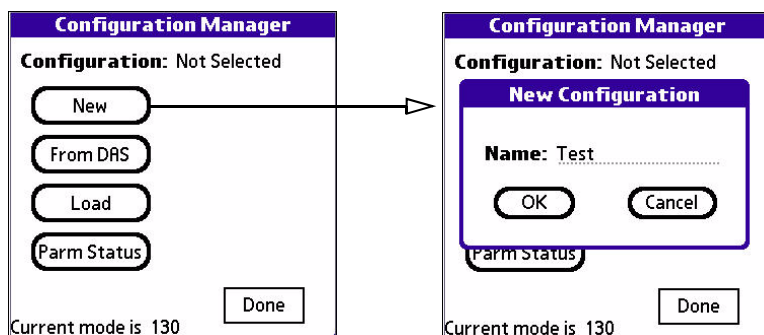 Configuration Manager
Configuration: Not Selected
New
From DAS
Load
Parm Status
Done
Current mode is 130
Configuration Manager
Configuration: Not Selected
New Configuration
Name: Test
OK
Cancel
Parm Status
Done
Current mode is 130